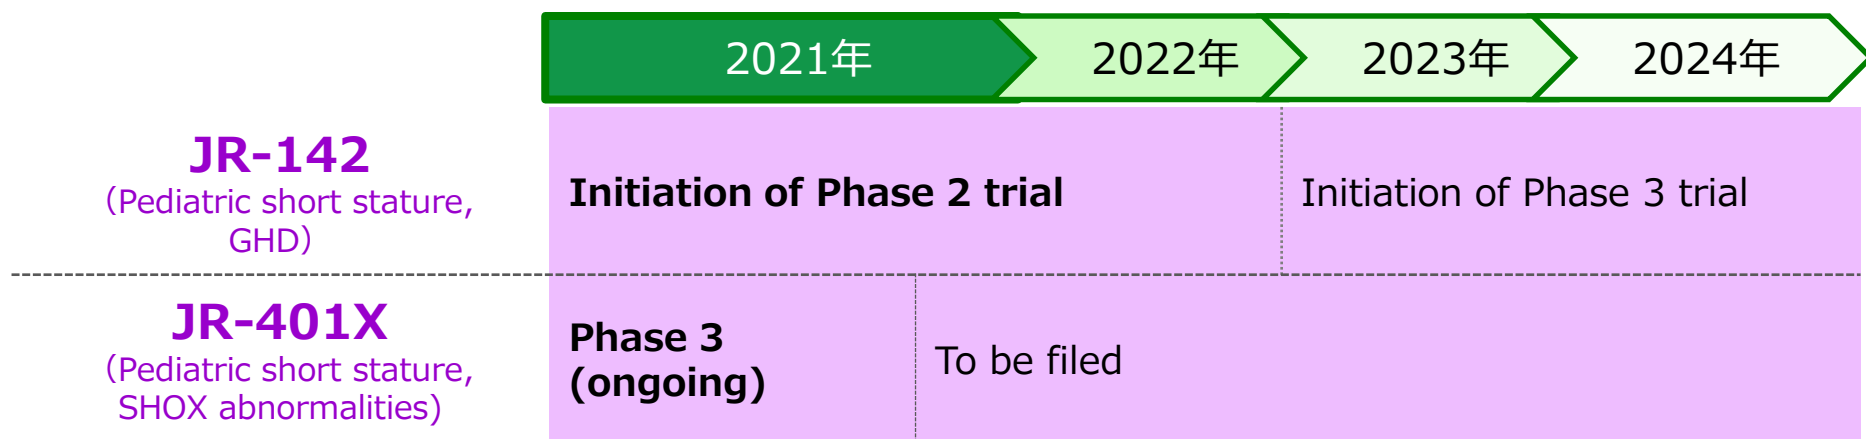 2021年
2022年
2023年
2024年
JR-142
（Pediatric short stature,
GHD）
Initiation of Phase 2 trial
Initiation of Phase 3 trial
JR-401X
（Pediatric short stature,
SHOX abnormalities)
Phase 3
(ongoing)
To be filed